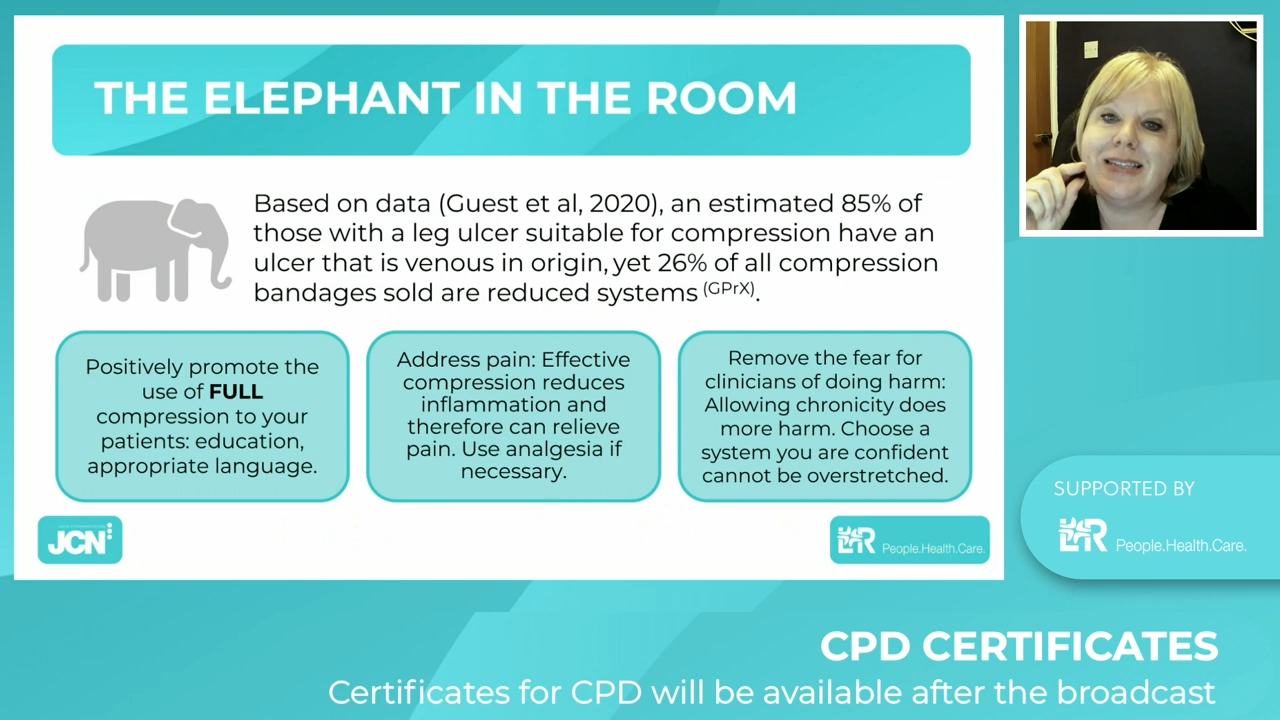 THE ELEPHANT IN THE ROOM
Based on data (Guest et al, 2020), an estimated 85% of
those with a leg ulcer suitable for compression have an
ulcer that is venous in origin, yet 26% of all compression
bandages sold are reduced systems (GPrX).
Positively promote the
use of FULL
compression to your
patients: education,
appropriate language.
Address pain: Effective
compression reduces
inflammation and
therefore can relieve
pain. Use analgesia if
necessary.
Remove the fear for
clinicians of doing harm:
Allowing chronicity does
more harm. Choose a
system you are confident
cannot be overstretched.
JCN
L&R People.Health.Care.
SUPPORTED BY
L&R People.Health.Care.
CPD CERTIFICATES
Certificates for CPD will be available after the broadcast